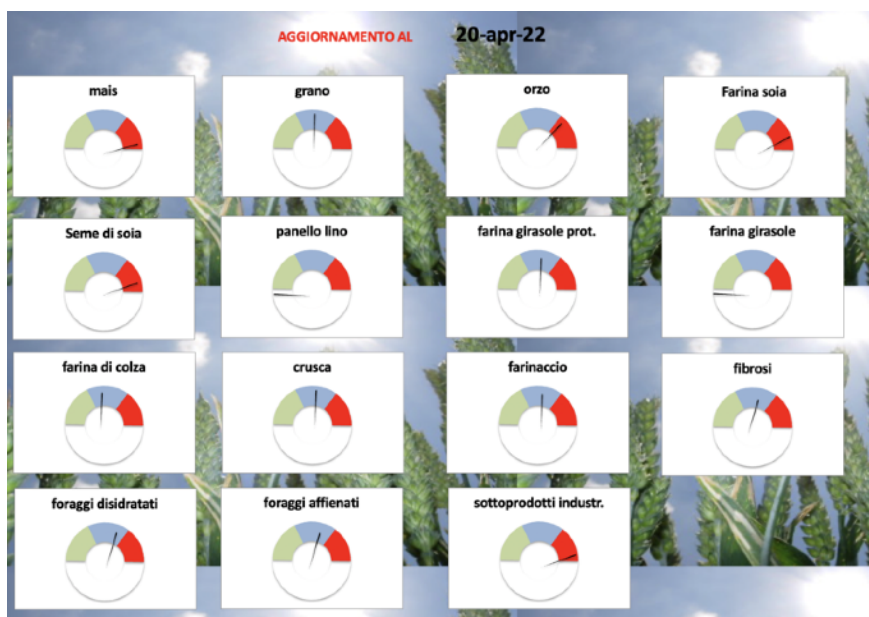 AGGIORNAMENTO AL 20-apr-22
mais
grano
orzo
Farina soia
Seme di soia
panello lino
farina girasole prot.
farina girasole
farina di colza
crusca
farinaccio
fibrosi
foraggi disidratati
foraggi affienati
sottoprodotti industr.